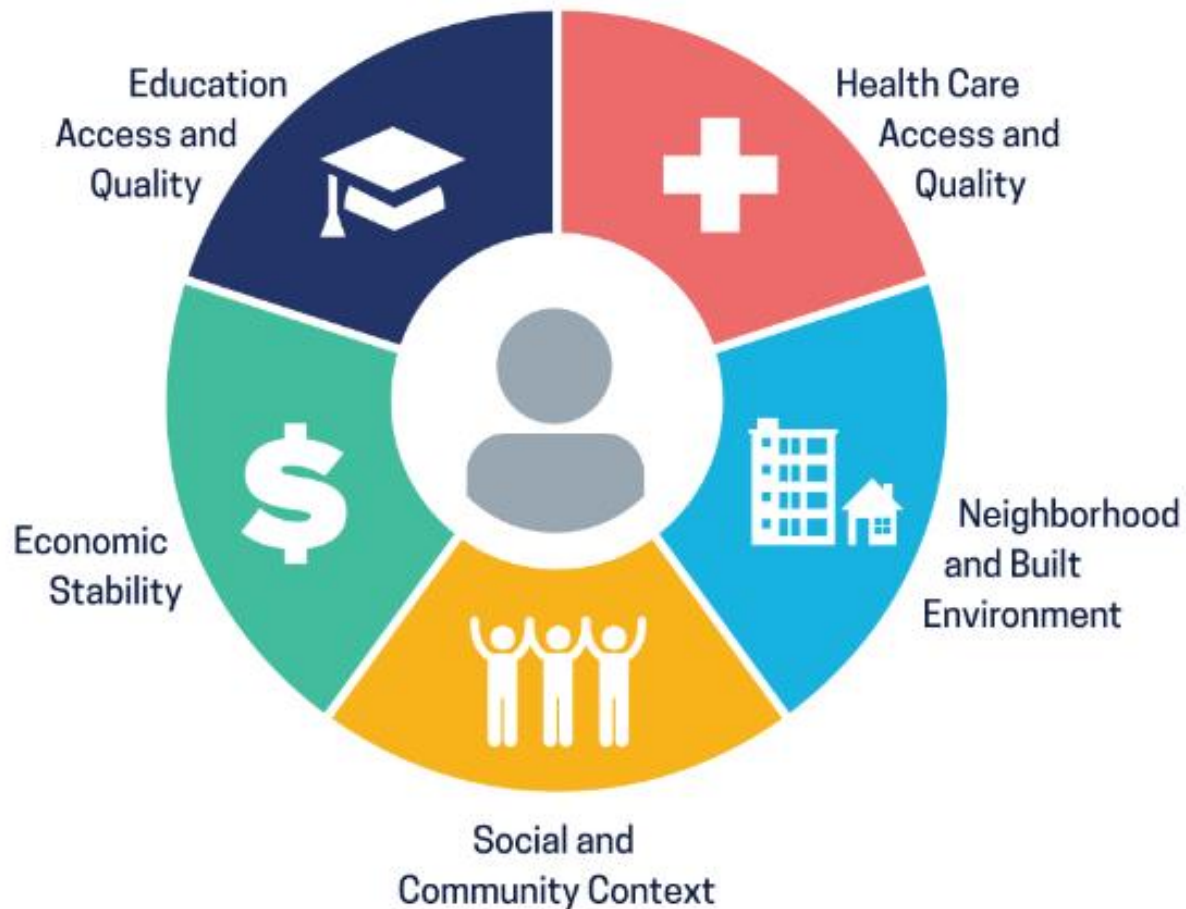 Education
Access and
Quality
Health Care
Access and
Quality
Economic
Stability
Neighborhood
and Built
Environment
Social and
Community Context